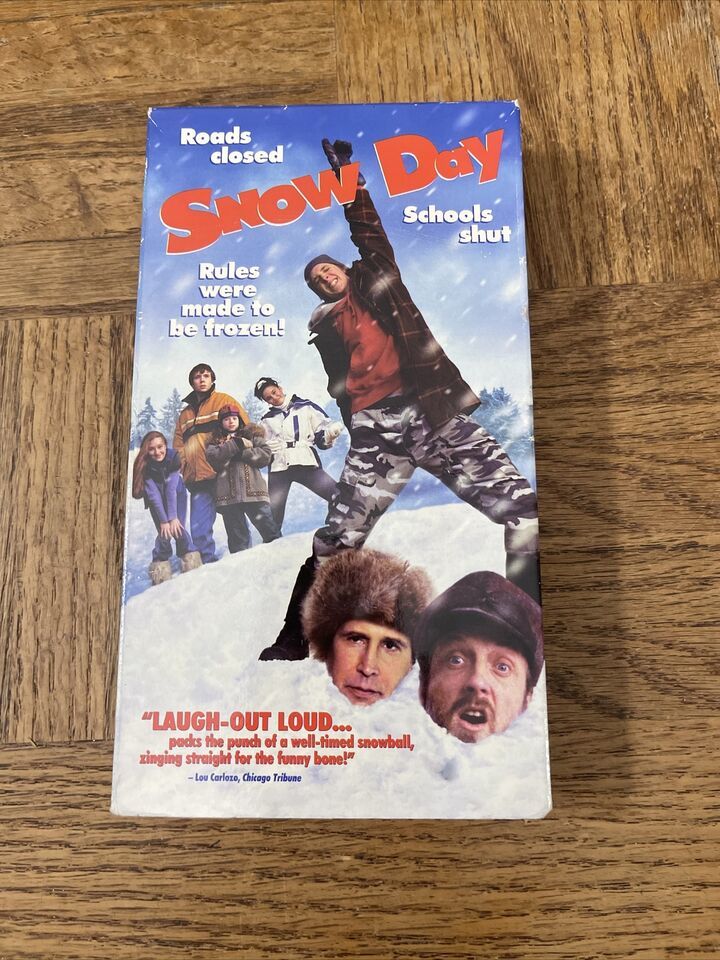 Roads
closed
Snow Day
Schools
shut
Rules
were
made to
be frozen!
"LAUGH-OUT LOUD...
packs the punch of a well-timed snowball,
zinging straight for the funny bone!"
– Lou Carlozo, Chicago Tribune